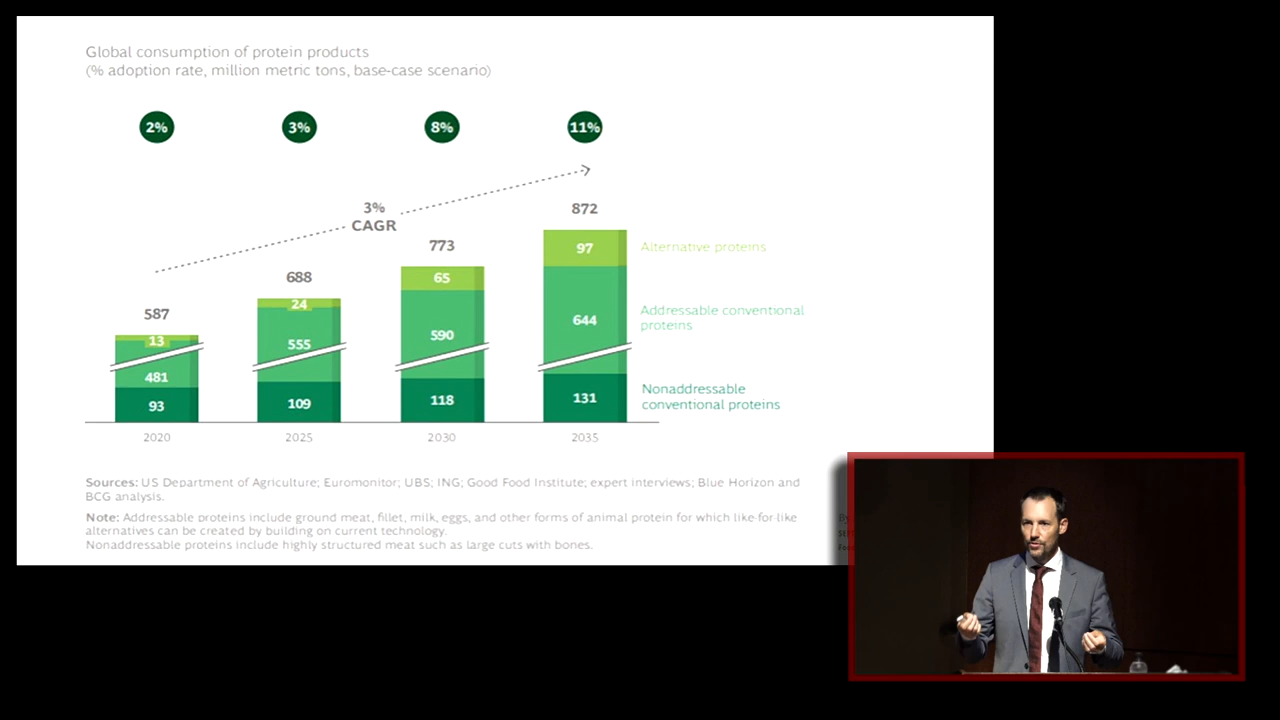 Global consumption of protein products
(% adoption rate, million metric tons, base-case scenario)
2%
3%
8%
11%
3%
CAGR
587
688
773
872
13
24
65
97
Alternative proteins
481
555
590
644
Addressable conventional
proteins
93
109
118
131
Nonaddressable
conventional proteins
2020
2025
2030
2035
Sources: US Department of Agriculture; Euromonitor; UBS; ING; Good Food Institute; expert interviews; Blue Horizon and
BCG analysis.
Note: Addressable proteins include ground meat, fillet, milk, eggs, and other forms of animal protein for which like-for-like
alternatives can be created by building on current technology.
Nonaddressable proteins include highly structured meat such as large cuts with bones.